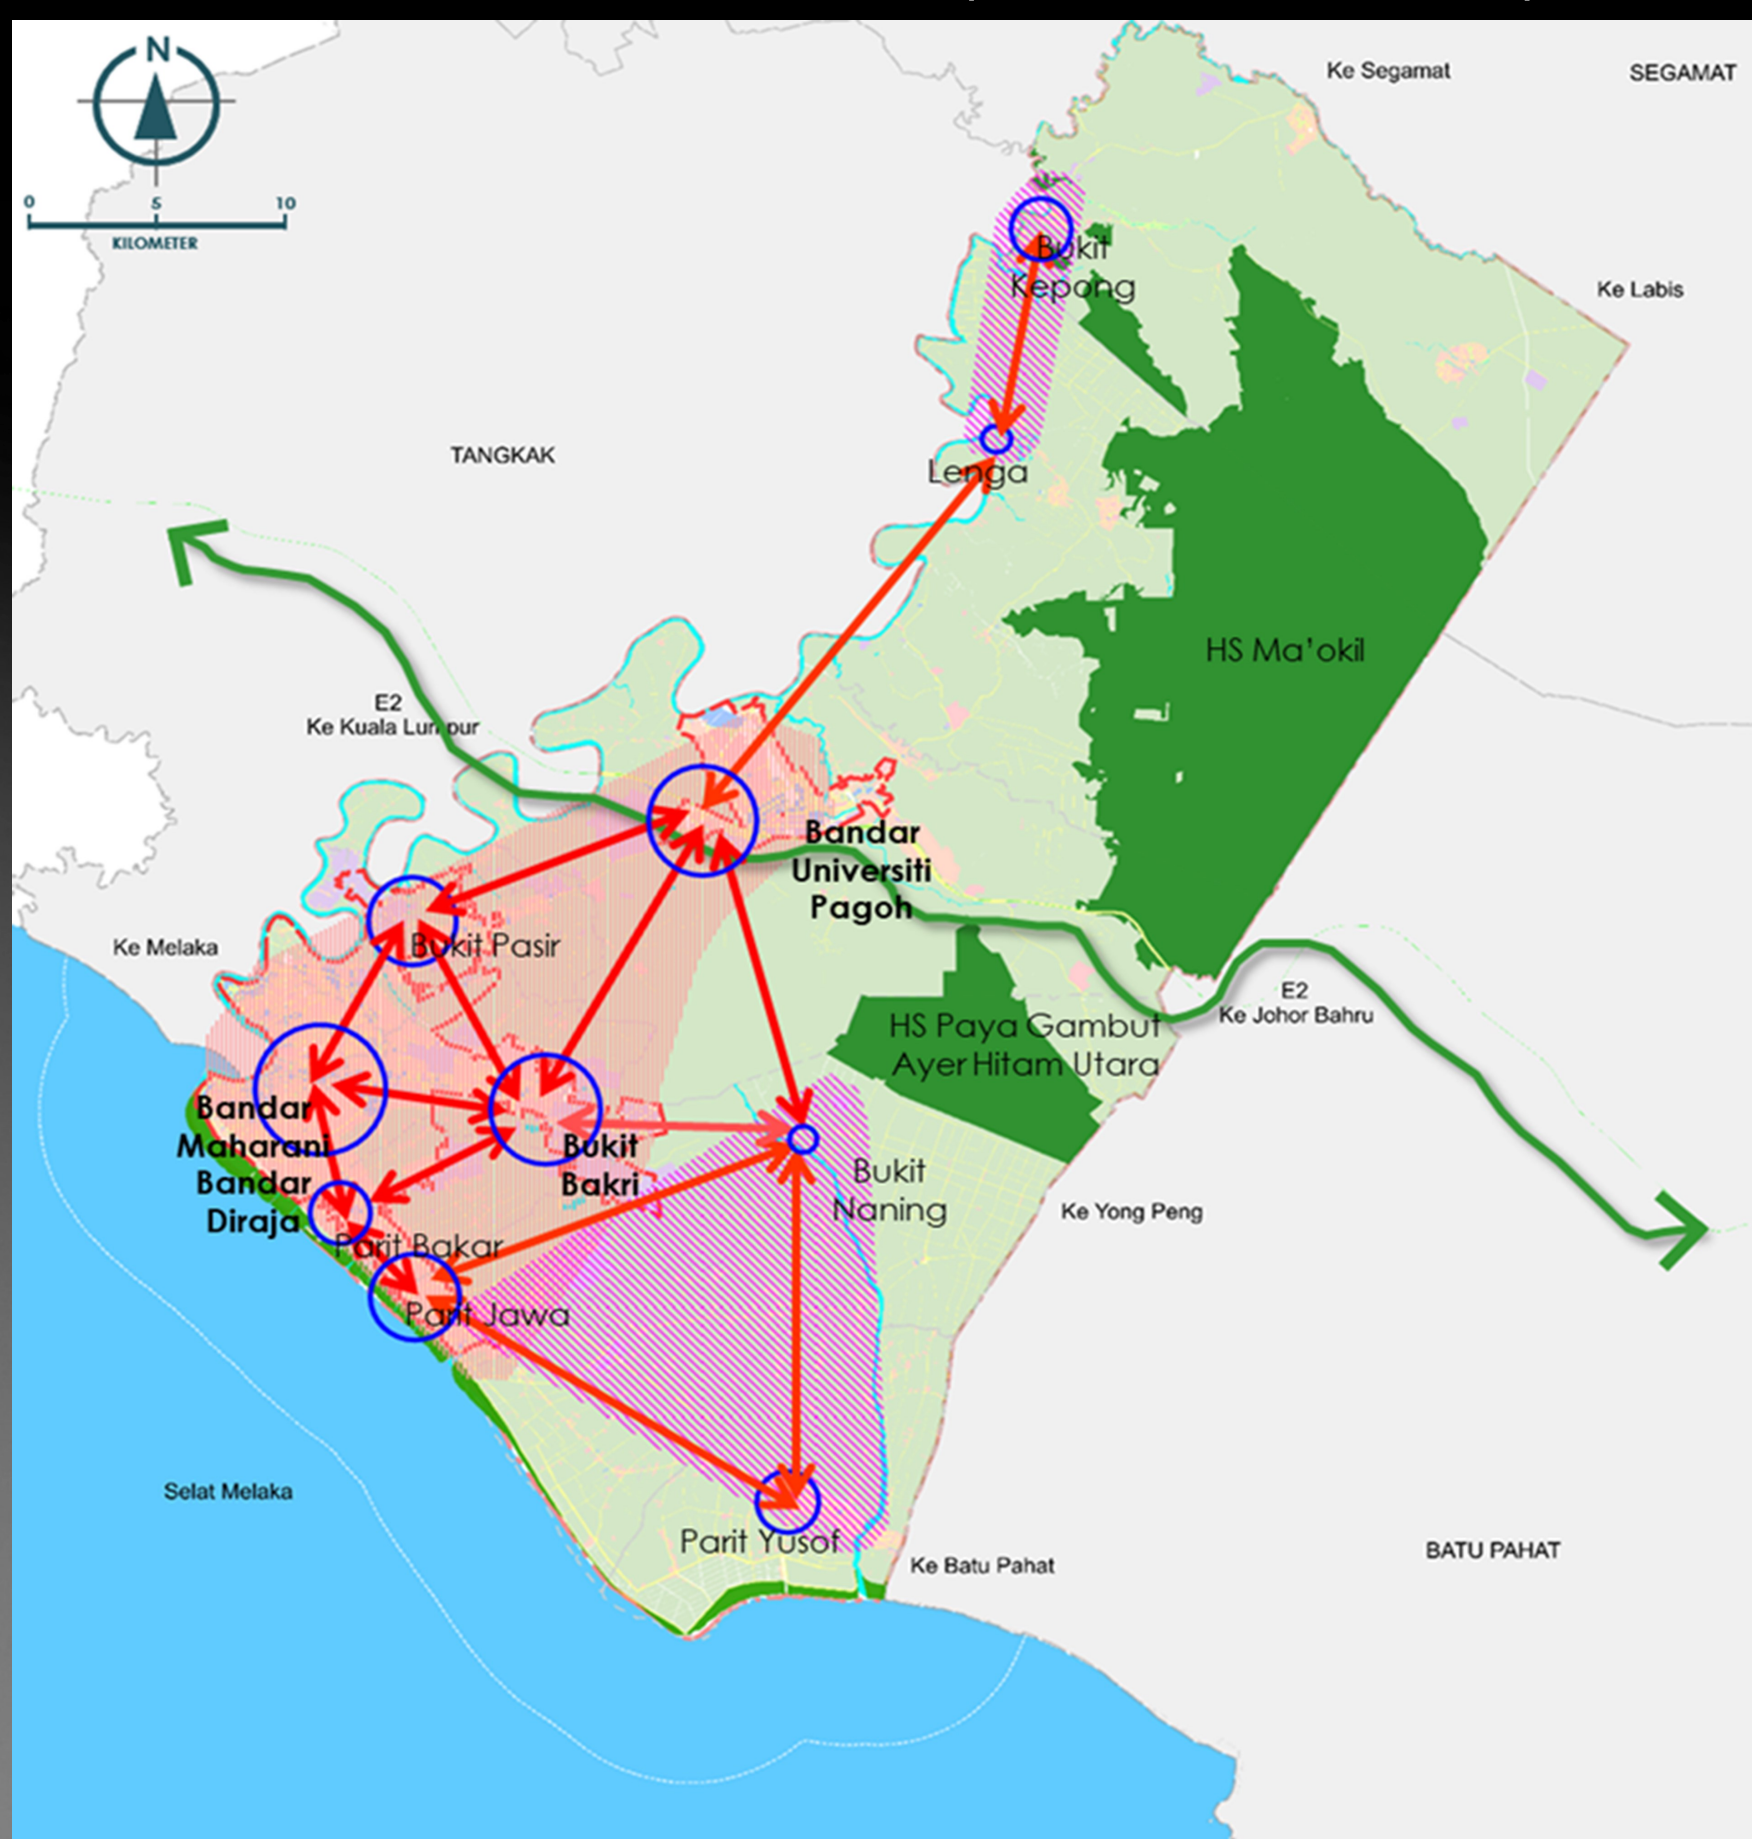 N
Ke Segamat
SEGAMAT
0 5 10
KILOMETER
Bukit
Kepong
Ke Labis
TANGKAK
Lenga
HS Ma'okil
E2
Ke Kuala Lumpur
Bandar
Universiti
Pagoh
Ke Melaka
Bukit Pasir
E2
Ke Johor Bahru
HS Paya Gambut
Ayer Hitam Utara
Bandar
Maharani
Bandar
Diraja
Bukit
Bakri
Bukit
Naning
Ke Yong Peng
Parit Bakar
Parit Jawa
Selat Melaka
Parit Yusof
Ke Batu Pahat
BATU PAHAT